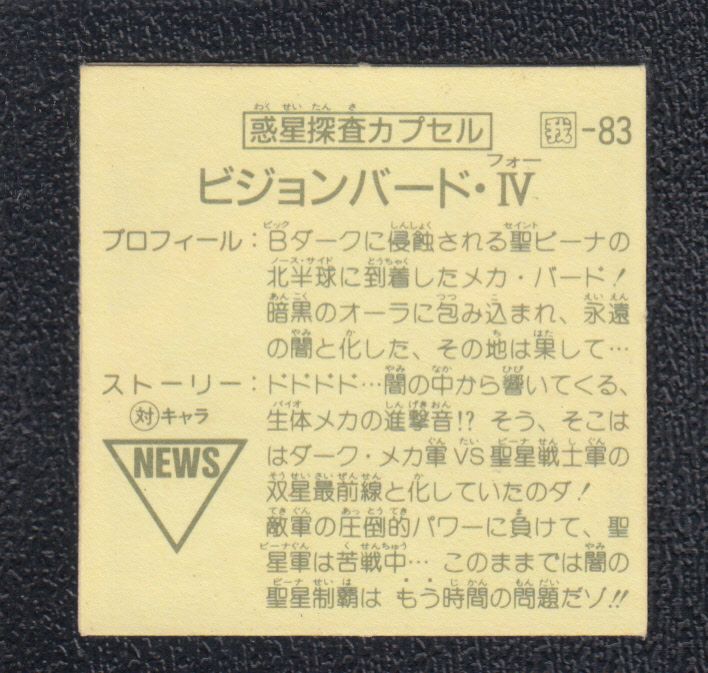 惑星探査カプセル -83
ビジョンバード・Ⅳ
プロフィール：Bダークに侵蝕される聖ビーナの
北半球に到着したメカ・バード！
暗黒のオーラに包み込まれ、永遠
の闇と化した、その地は果して…
ストーリー：ドドドド…闇の中から響いてくる、
対キャラ 生体メカの進撃音!? そう、そこは
NEWS はダーク・メカ軍VS聖星戦士軍の
双星最前線と化していたのダ！
敵軍の圧倒的パワーに負けて、聖
星軍は苦戦中… このままでは闇の
聖星制覇は もう時間の問題だゾ!!